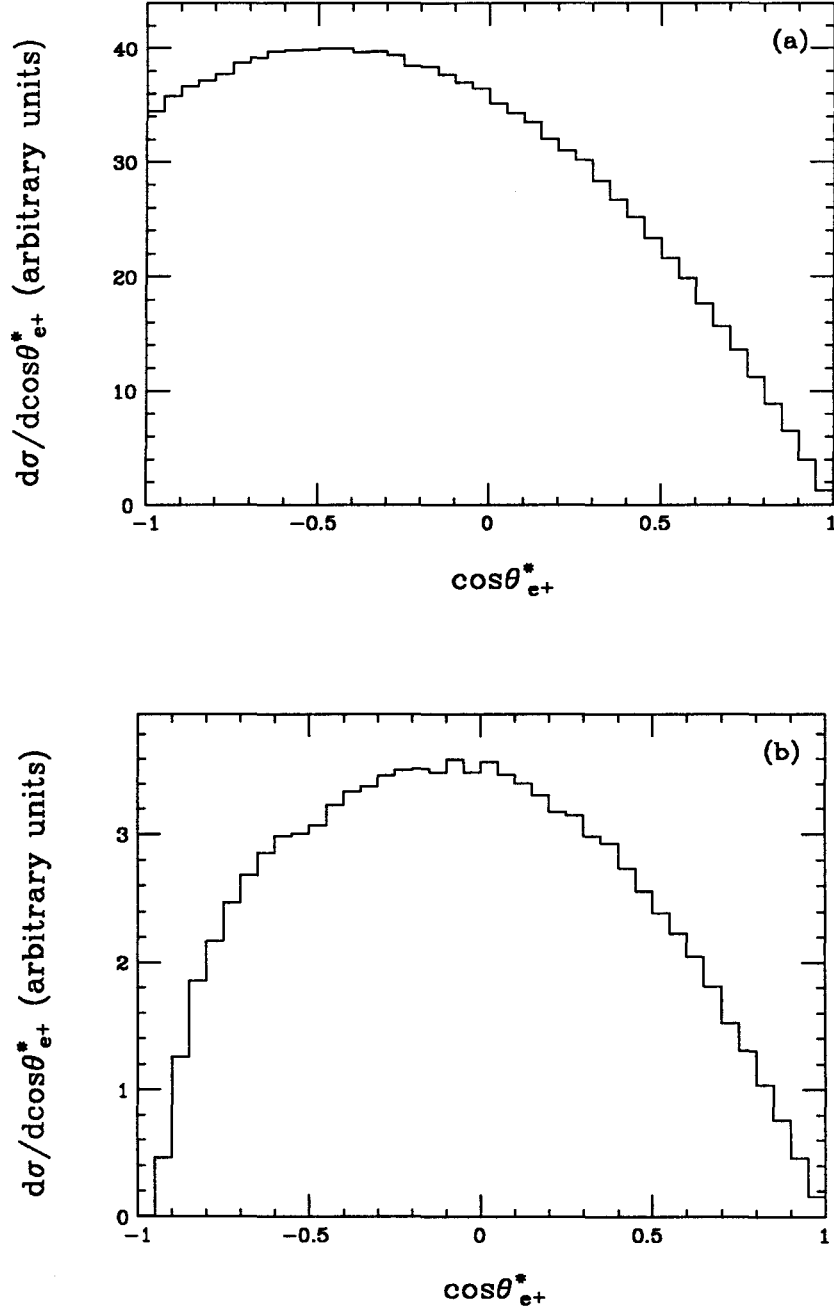 (a)
dσ/dcosθ*e+ (arbitrary units)
40
30
20
10
0
-1 -0.5 0 0.5 1
cosθ*e+
(b)
dσ/dcosθ*e+ (arbitrary units)
3
2
1
0
-1 -0.5 0 0.5 1
cosθ*e+